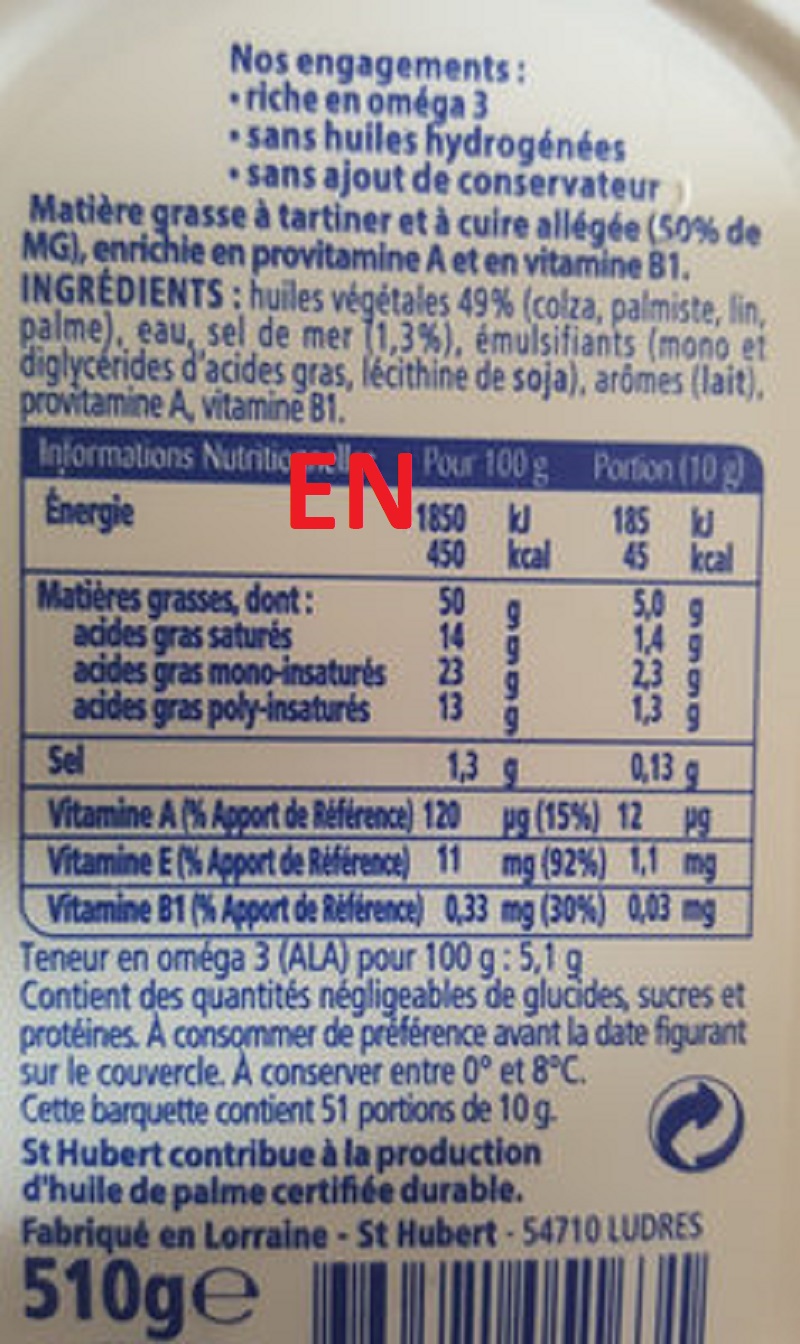 Nos engagements :
• riche en oméga 3
• sans huiles hydrogénées
• sans ajout de conservateur
Matière grasse à tartiner et à cuire allégée (50% de
MG), enrichie en provitamine A et en vitamine B1.
INGRÉDIENTS : huiles végétales 49% (colza, palmiste, lin,
palme), eau, sel de mer (1,3%), émulsifiants (mono et
diglycérides d'acides gras, lécithine de soja), arômes (lait),
provitamine A, vitamine B1.
Informations Pour 100 g Portion (10 g)
EN
Énergie 1850 kJ 185 kJ
450 kcal 45 kcal
Matières grasses, dont : 50 g 5,0 g
acides gras saturés 14 g 1,4 g
acides gras mono-insaturés 23 g 2,3 g
acides gras poly-insaturés 13 g 1,3 g
Sel 1,3 g 0,13 g
Vitamine A (% Apport de Référence) 120 µg (15%) 12 µg
Vitamine E (% Apport de Référence) 11 mg (92%) 1,1 mg
Vitamine B1 (% Apport de Référence) 0,33 mg (30%) 0,03 mg
Teneur en oméga 3 (ALA) pour 100 g : 5,1 g
Contient des quantités négligeables de glucides, sucres et
protéines. À consommer de préférence avant la date figurant
sur le couvercle. À conserver entre 0° et 8°C.
Cette barquette contient 51 portions de 10 g.
St Hubert contribue à la production
d'huile de palme certifiée durable.
Fabriqué en Lorraine - St Hubert - 54710 LUDRES
510g℮